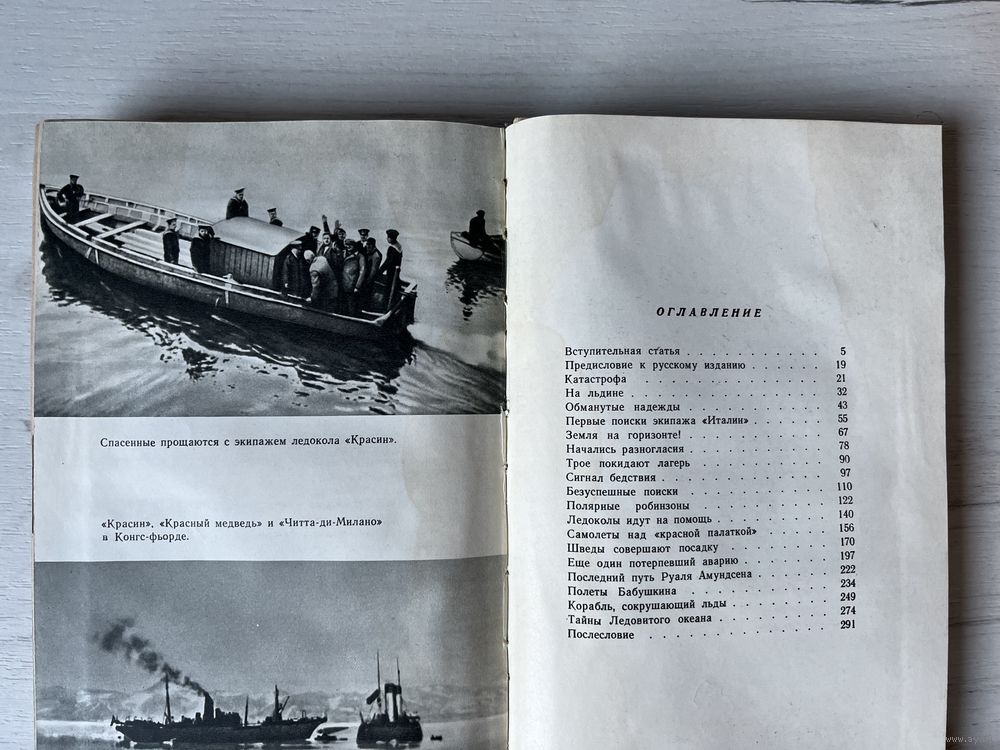 Спасенные прощаются с экипажем ледокола «Красин».
«Красин», «Красный медведь» и «Читта-ди-Милано»
в Конгс-фьорде.
ОГЛАВЛЕНИЕ
Вступительная статья . . . . . . . . . . . 5
Предисловие к русскому изданию . . . . . . 19
Катастрофа . . . . . . . . . . . . . . 21
На льдине . . . . . . . . . . . . . . 32
Обманутые надежды . . . . . . . . . . . 43
Первые поиски экипажа «Италии» . . . . . . 55
Земля на горизонте! . . . . . . . . . . . 67
Начались разногласия . . . . . . . . . . 78
Трое покидают лагерь . . . . . . . . . . 90
Сигнал бедствия . . . . . . . . . . . . 97
Безуспешные поиски . . . . . . . . . . . 110
Полярные робинзоны . . . . . . . . . . . 122
Ледоколы идут на помощь . . . . . . . . . 140
Самолеты над «красной палаткой» . . . . . . 156
Шведы совершают посадку . . . . . . . . 170
Еще один потерпевший аварию . . . . . . . 197
Последний путь Руаля Амундсена . . . . . . 222
Полеты Бабушкина . . . . . . . . . . . 234
Корабль, сокрушающий льды . . . . . . . . 249
Тайны Ледовитого океана . . . . . . . . . 274
Послесловие . . . . . . . . . . . . . 291